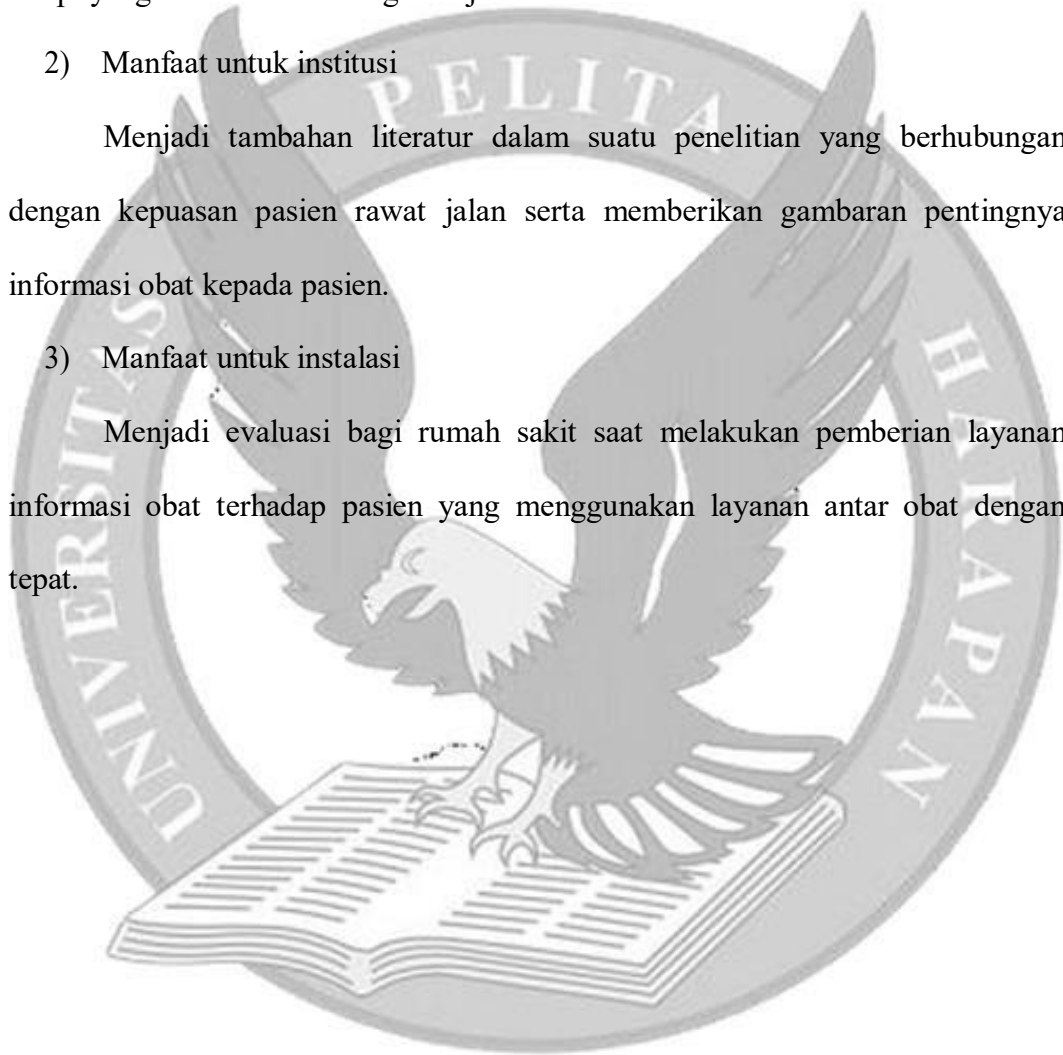 2) Manfaat untuk institusi
Menjadi tambahan literatur dalam suatu penelitian yang berhubungan
dengan kepuasan pasien rawat jalan serta memberikan gambaran pentingnya
informasi obat kepada pasien.
3) Manfaat untuk instalasi
Menjadi evaluasi bagi rumah sakit saat melakukan pemberian layanan
informasi obat terhadap pasien yang menggunakan layanan antar obat dengan
tepat.
UNIVERSITAS PELITA HARAPAN